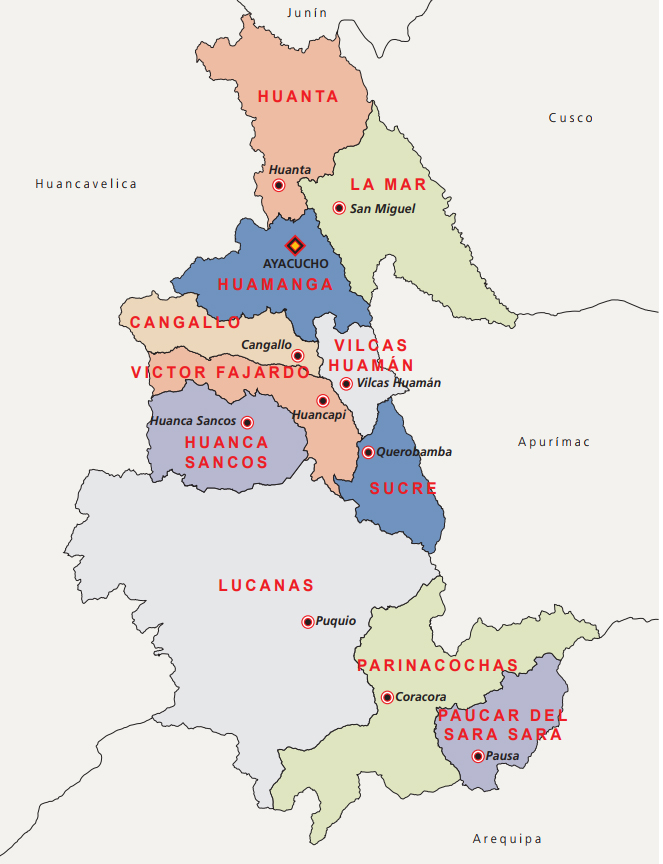 Junín
HUANTA
Cusco
Huanta
Huancavelica
LA MAR
San Miguel
AYACUCHO
HUAMANGA
CANGALLO
Cangallo
VILCAS
HUAMÁN
VICTOR FAJARDO
Vilcas Huamán
Huancapi
Huanca Sancos
HUANCA
SANCOS
Apurímac
Querobamba
SUCRE
LUCANAS
Puquio
PARINACOCHAS
Coracora
PAUCAR DEL
SARA SARA
Pausa
Arequipa